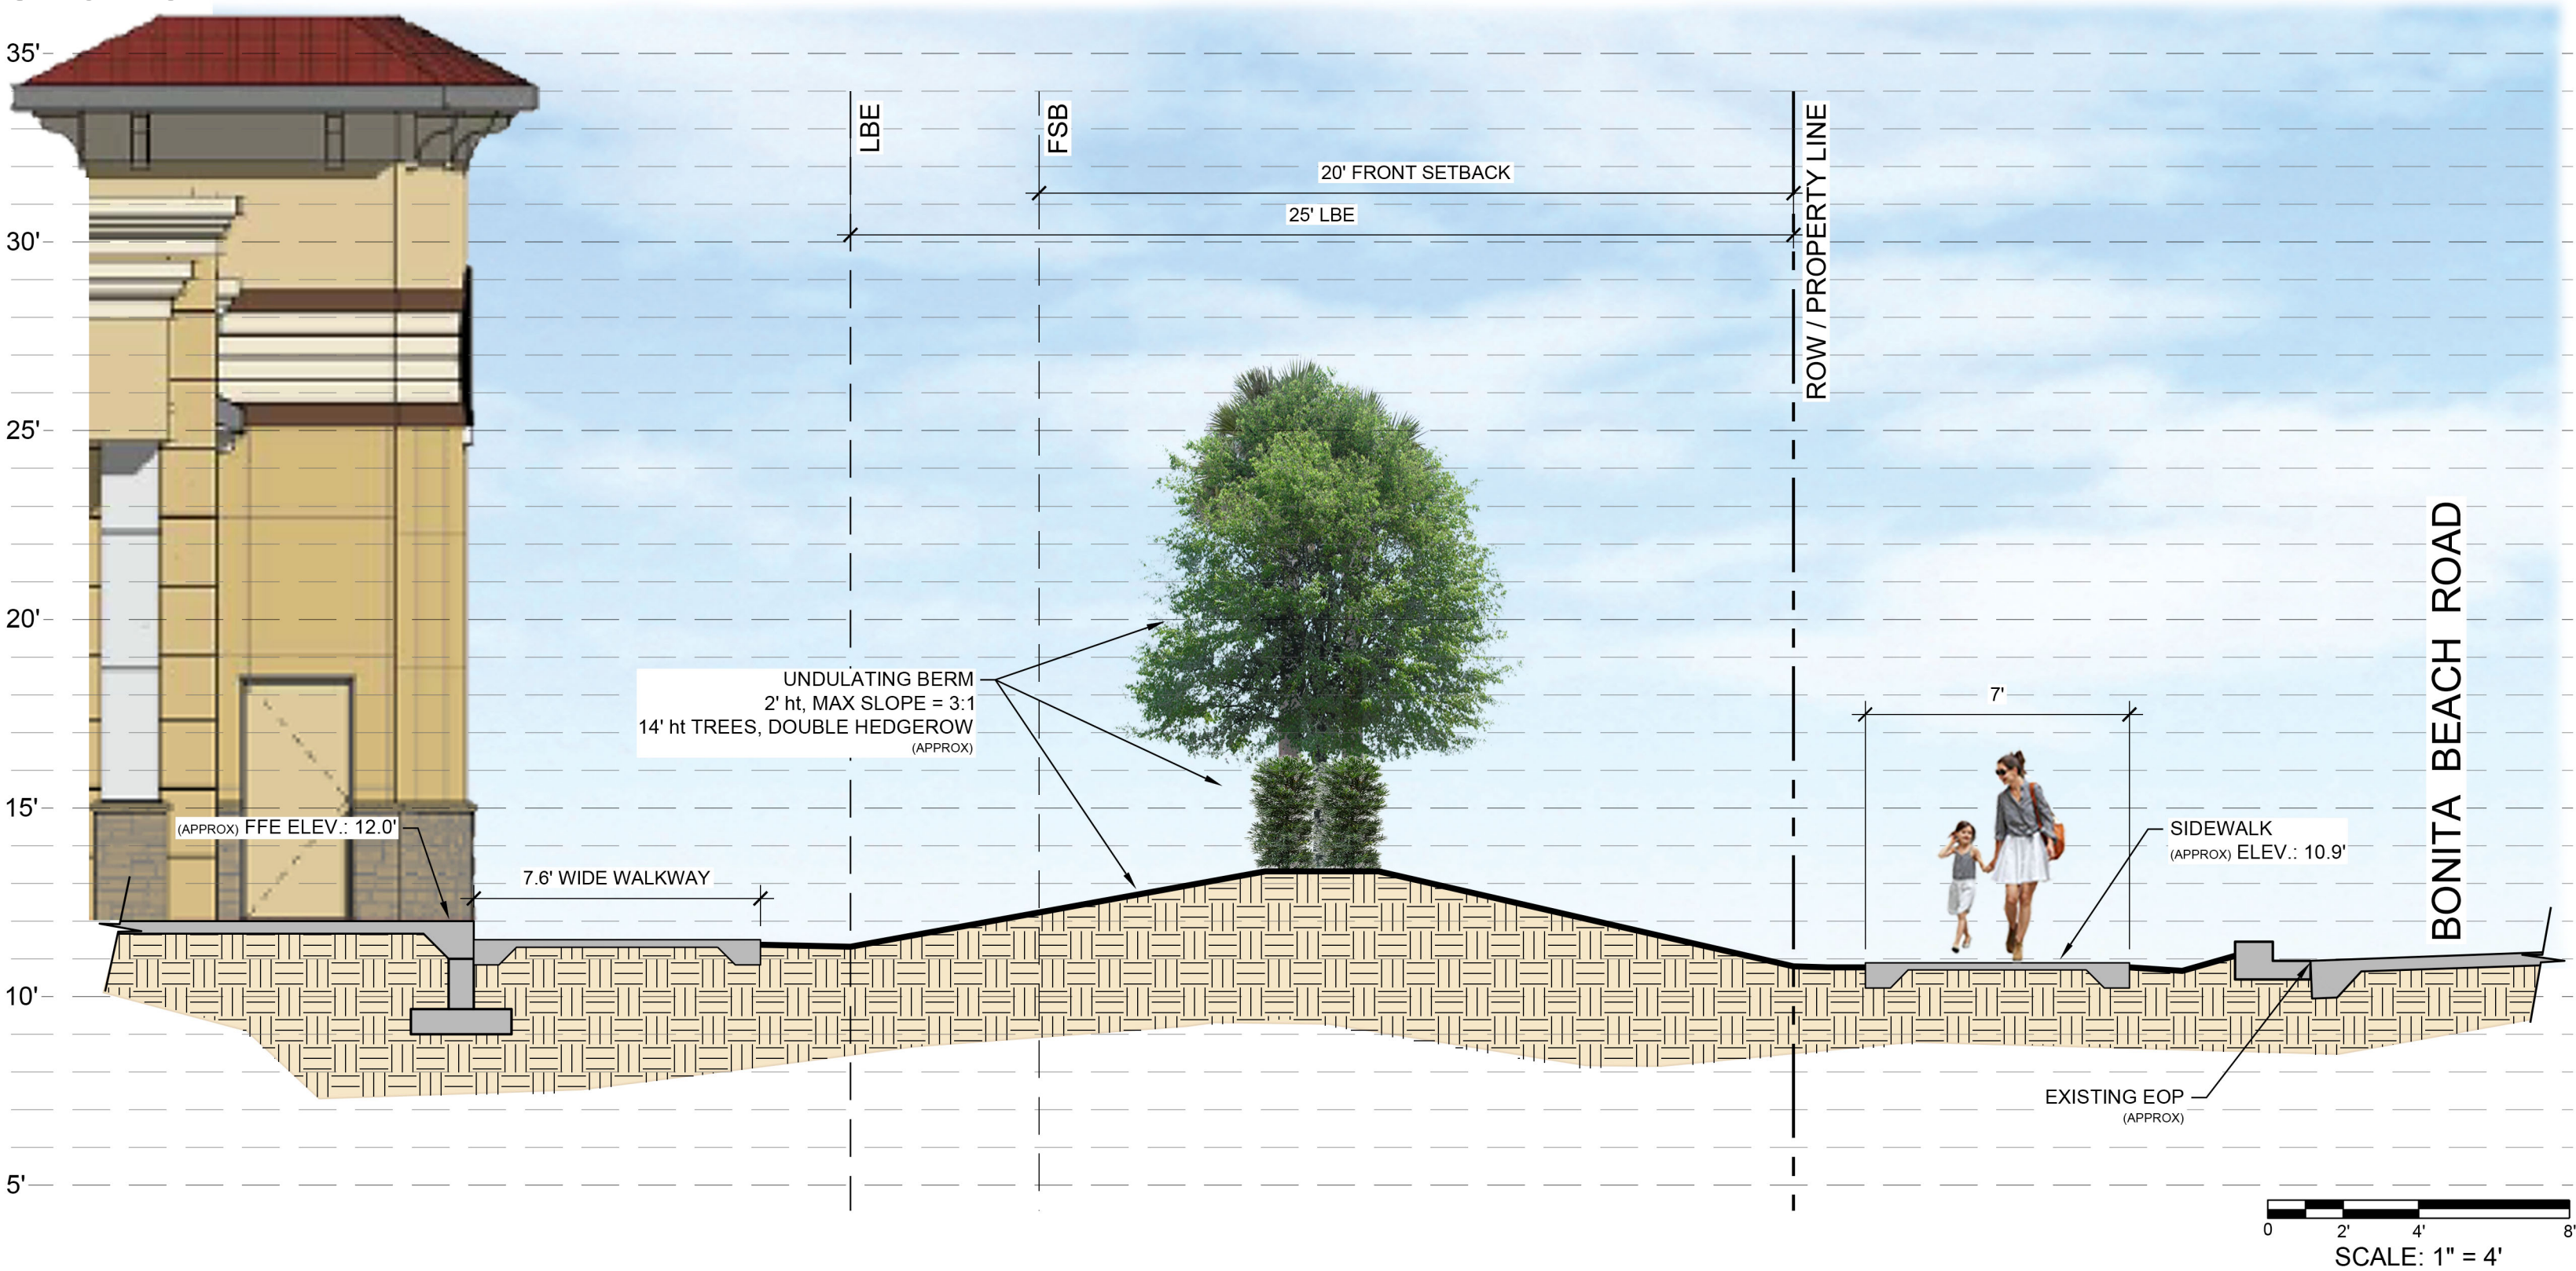 35'
30'
25'
20'
15'
10'
5'
LBE
FSB
ROW / PROPERTY LINE
20' FRONT SETBACK
25' LBE
UNDULATING BERM
2' ht, MAX SLOPE = 3:1
14' ht TREES, DOUBLE HEDGEROW
(APPROX)
(APPROX) FFE ELEV.: 12.0'
7.6' WIDE WALKWAY
7'
SIDEWALK
(APPROX) ELEV.: 10.9'
BONITA BEACH ROAD
EXISTING EOP
(APPROX)
0 2' 4' 8'
SCALE: 1" = 4'